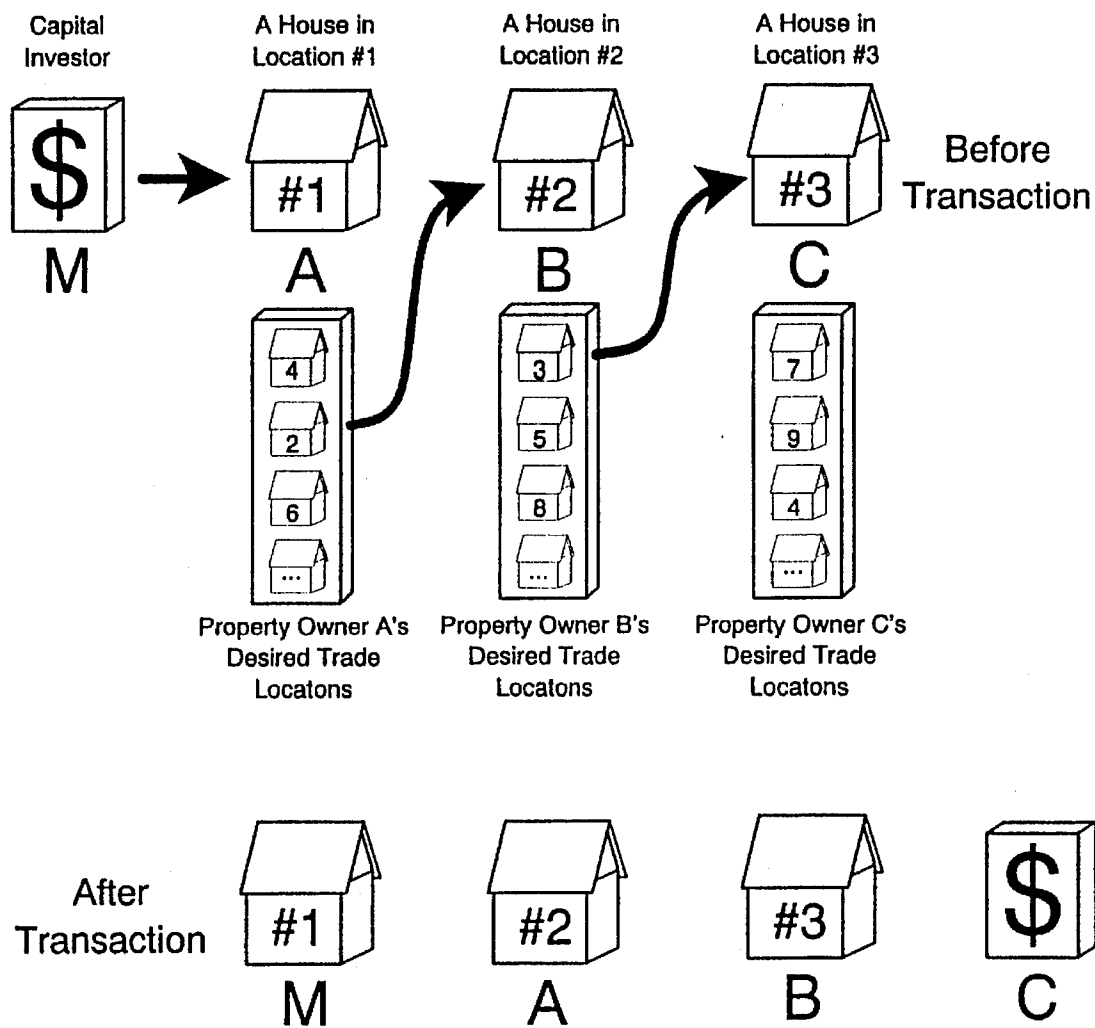 Capital
Investor
A House in
Location #1
A House in
Location #2
A House in
Location #3
$
#1
#2
#3
Before
Transaction
M
A
B
C
4
2
6
...
3
5
8
...
7
9
4
...
Property Owner A's
Desired Trade
Locatons
Property Owner B's
Desired Trade
Locatons
Property Owner C's
Desired Trade
Locatons
After
Transaction
#1
#2
#3
$
M
A
B
C